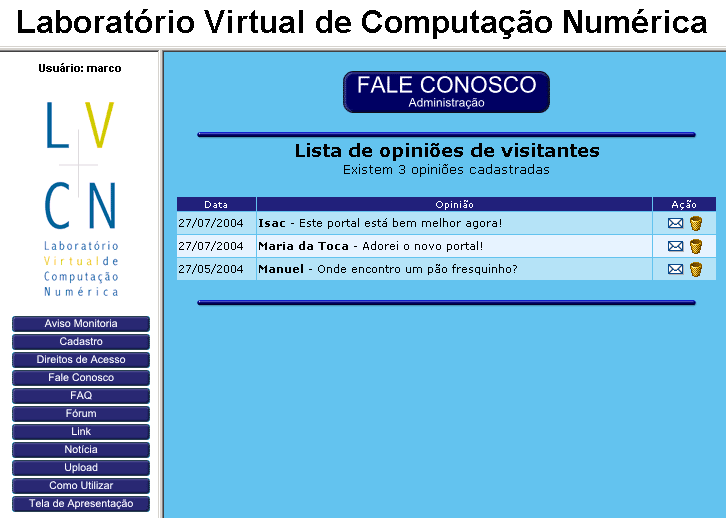 Laboratório Virtual de Computação Numérica
Usuário: marco
L V
C N
Laboratório
Virtual de
Computação
Numérica
Aviso Monitoria
Cadastro
Direitos de Acesso
Fale Conosco
FAQ
Fórum
Link
Notícia
Upload
Como Utilizar
Tela de Apresentação
FALE CONOSCO
Administração
Lista de opiniões de visitantes
Existem 3 opiniões cadastradas
Data Opinião Ação
27/07/2004 Isac - Este portal está bem melhor agora!
27/07/2004 Maria da Toca - Adorei o novo portal!
27/05/2004 Manuel - Onde encontro um pão fresquinho?